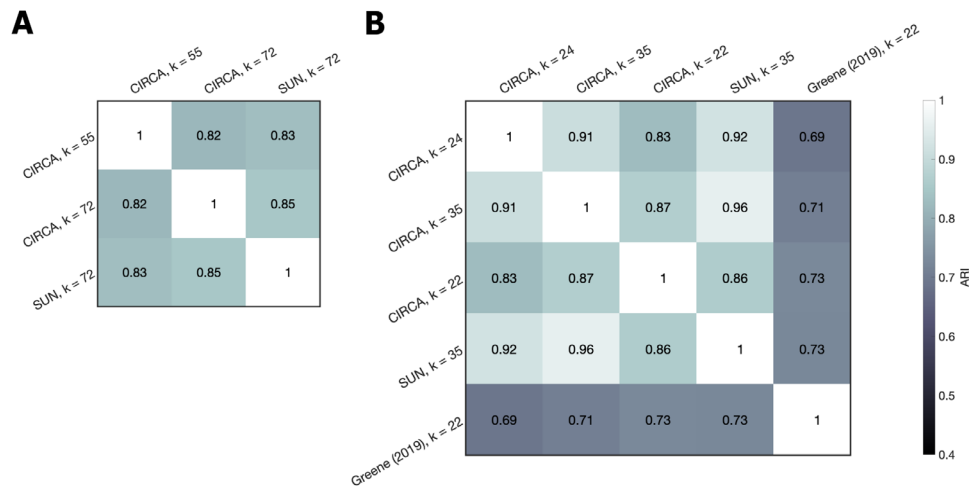 A
CIRCA, k = 55
CIRCA, k = 72
SUN, k = 72
CIRCA, k = 55
1 0.82 0.83
CIRCA, k = 72
0.82 1 0.85
SUN, k = 72
0.83 0.85 1
B
CIRCA, k = 24
CIRCA, k = 35
CIRCA, k = 22
SUN, k = 35
Greene (2019), k = 22
CIRCA, k = 24
1 0.91 0.83 0.92 0.69
CIRCA, k = 35
0.91 1 0.87 0.96 0.71
CIRCA, k = 22
0.83 0.87 1 0.86 0.73
SUN, k = 35
0.92 0.96 0.86 1 0.73
Greene (2019), k = 22
0.69 0.71 0.73 0.73 1
1
0.9
0.8
0.7
0.6
0.5
0.4
ARI